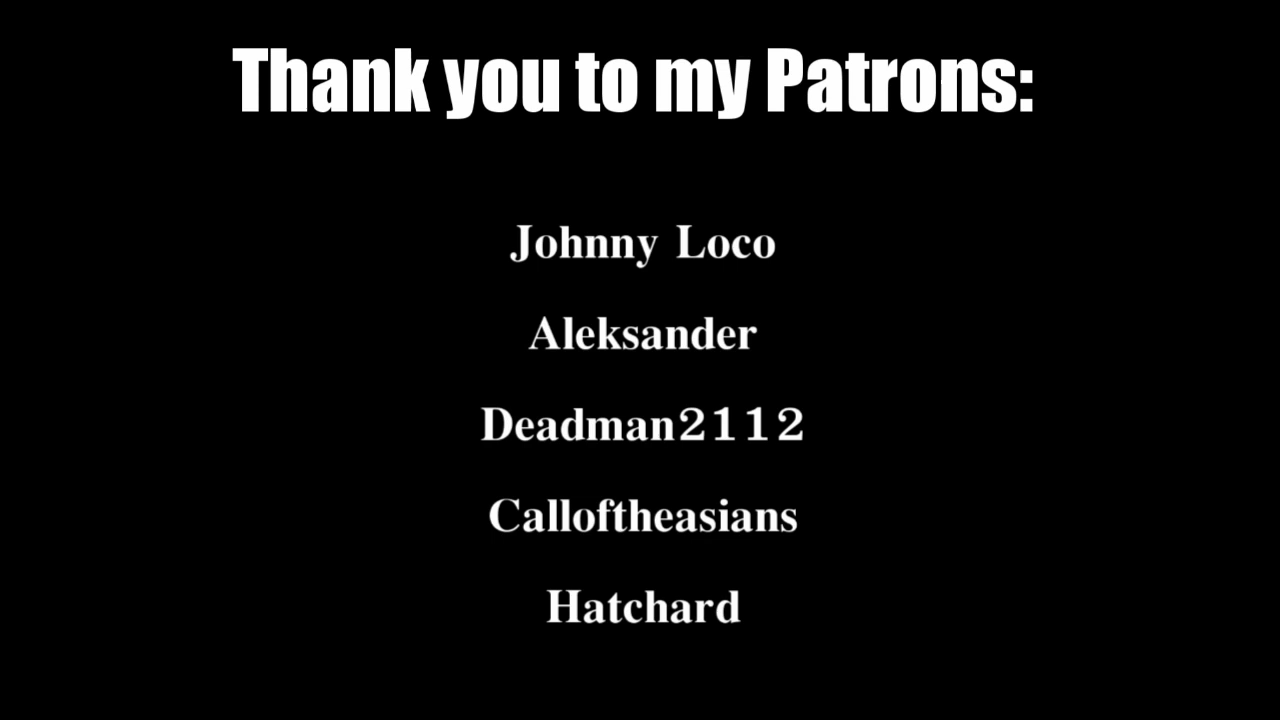 Thank you to my Patrons:
Johnny Loco
Aleksander
Deadman2112
Calloftheasians
Hatchard